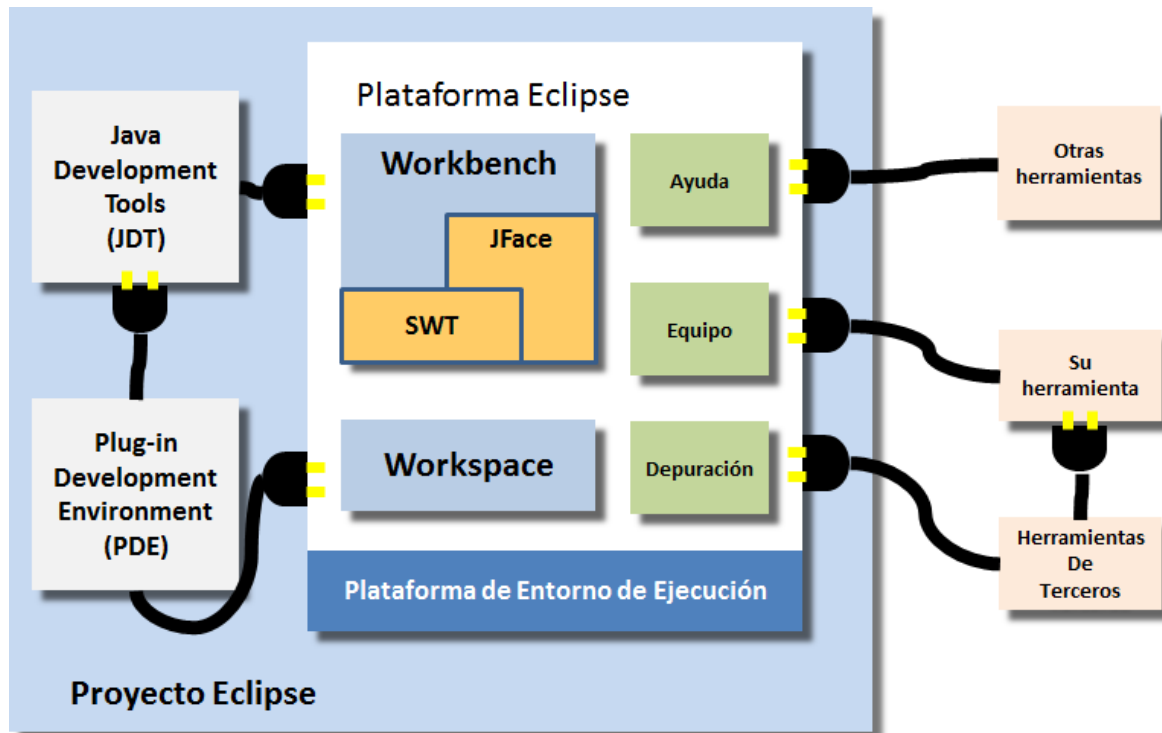 Plataforma Eclipse
Java
Development
Tools
(JDT)
Workbench
JFace
SWT
Ayuda
Otras
herramientas
Equipo
Su
herramienta
Plug-in
Development
Environment
(PDE)
Workspace
Depuración
Herramientas
De
Terceros
Plataforma de Entorno de Ejecución
Proyecto Eclipse